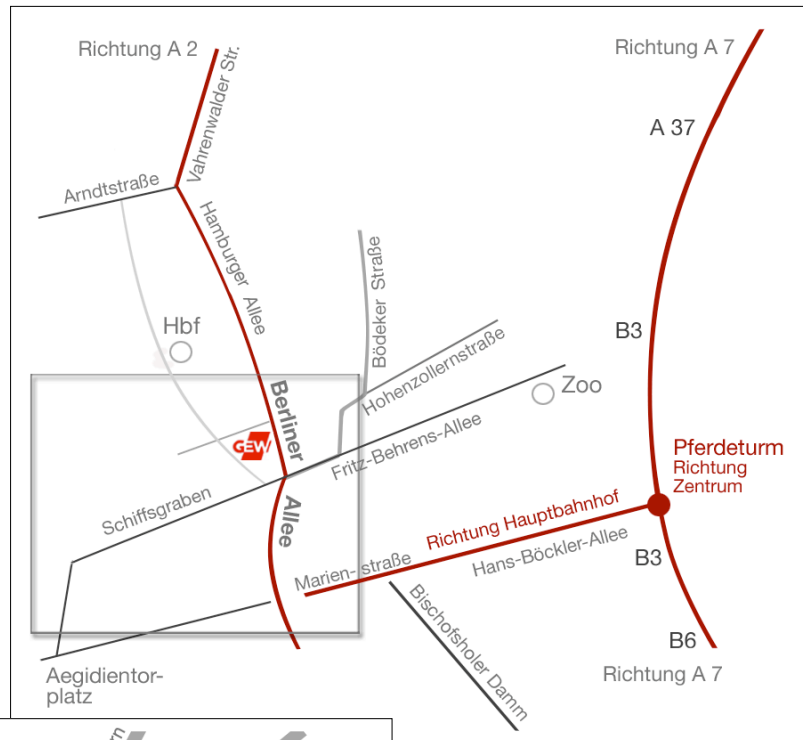 Richtung A 2
Vahrenwalder Str.
Richtung A 7
A 37
Arndtstraße
Hamburger Allee
Bödeker Straße
Hbf
B3
Hohenzollernstraße
Zoo
Berliner
Allee
GEW
Fritz-Behrens-Allee
Pferdeturm
Richtung
Zentrum
Schiffsgraben
Richtung Hauptbahnhof
Hans-Böckler-Allee
Marien- straße
B3
Bischofsholer Damm
B6
Richtung A 7
Aegidientor-
platz